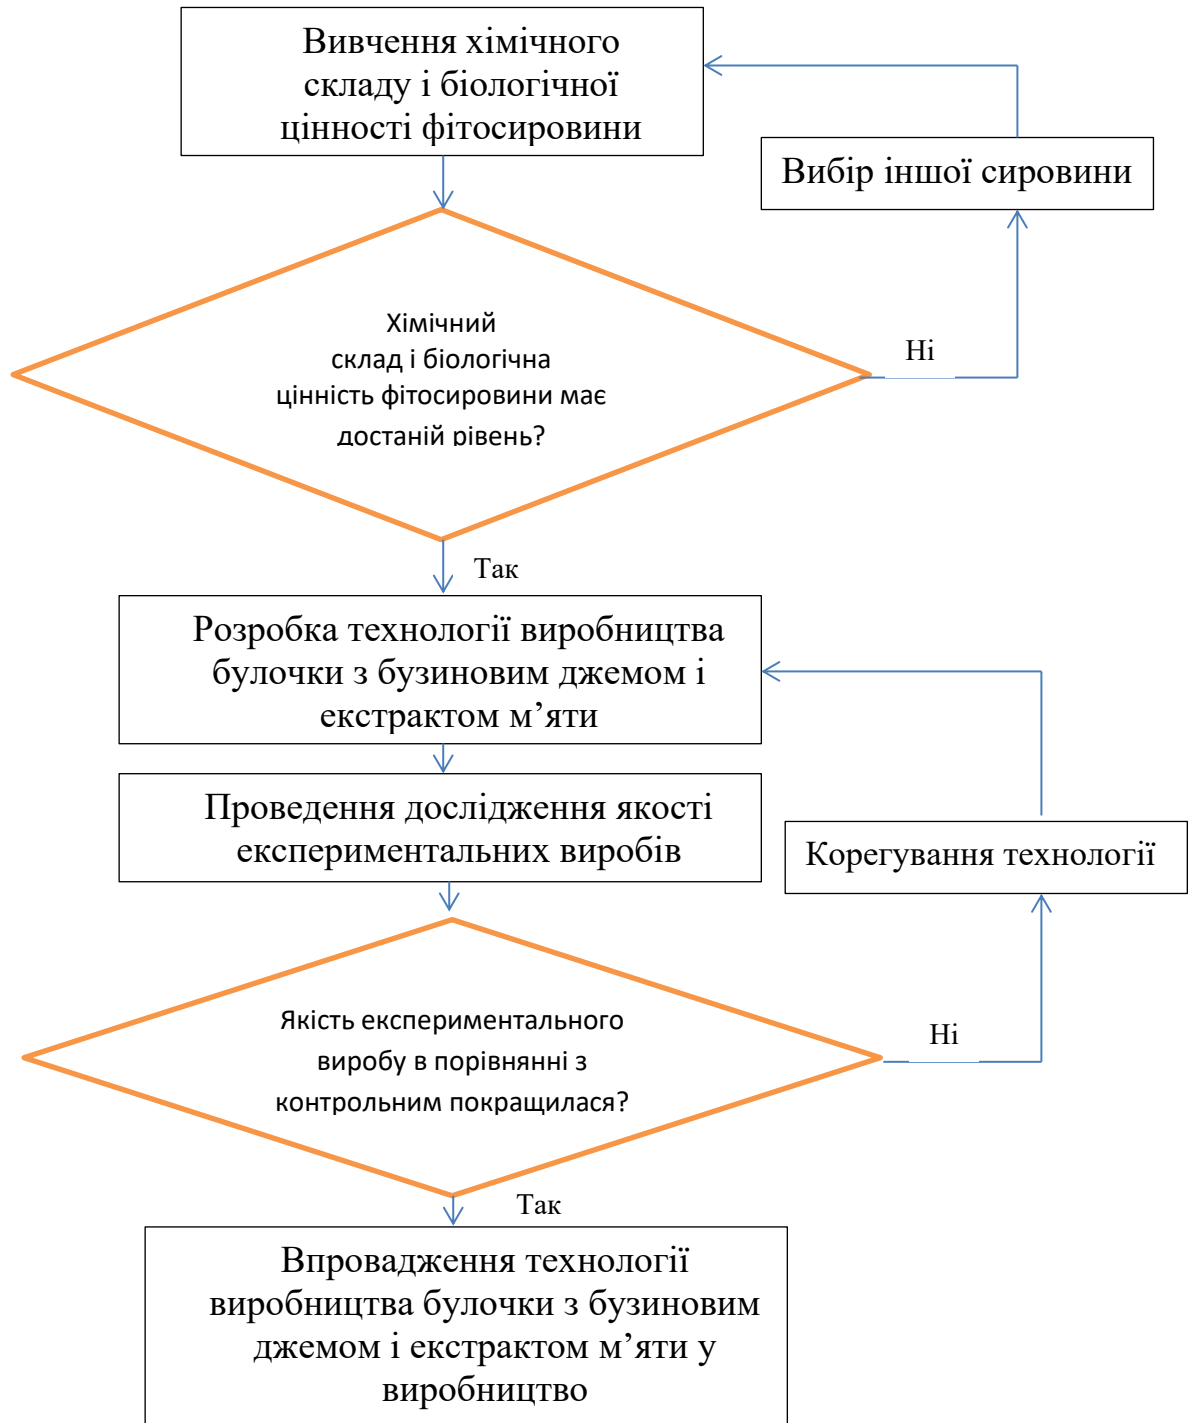 Вивчення хімічного
складу і біологічної
цінності фітосировини
Вибір іншої сировини
Хімічний
склад і біологічна
цінність фітосировини має
достаній рівень?
Ні
Так
Розробка технології виробництва
булочки з бузиновим джемом і
екстрактом м’яти
Проведення дослідження якості
експериментальних виробів
Корегування технології
Якість експериментального
виробу в порівнянні з
контрольним покращилася?
Ні
Так
Впровадження технології
виробництва булочки з бузиновим
джемом і екстрактом м’яти у
виробництво